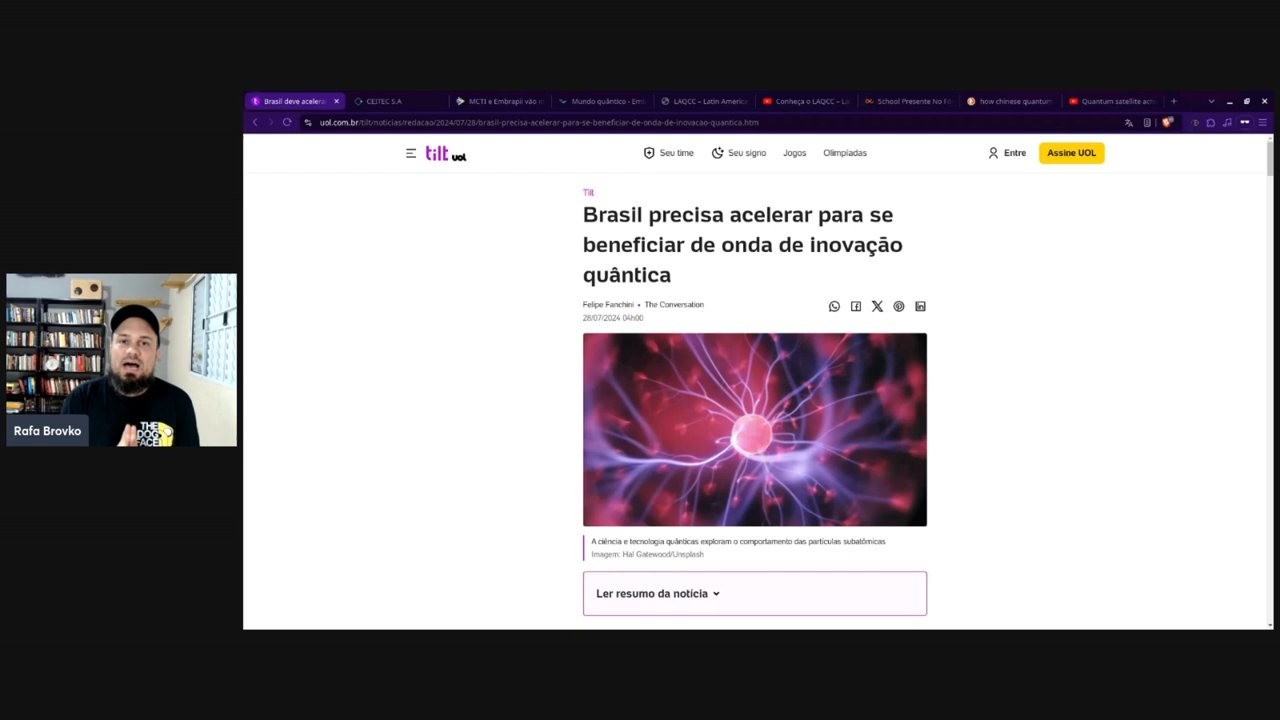 Brasil deve acelera
CEITEC S.A
MCTI e Embrapii vão in
Mundo quântico - Emb
LAQCC – Latin America
Conheça o LAQCC – La
School Presente No Fó
how chinese quantum
Quantum satellite achi
uol.com.br/tilt/noticias/redacao/2024/07/28/brasil-precisa-acelerar-para-se-beneficiar-de-onda-de-inovacao-quantica.htm
tilt uol
Seu time
Seu signo
Jogos
Olimpíadas
Entre
Assine UOL
Tilt
Brasil precisa acelerar para se
beneficiar de onda de inovação
quântica
Felipe Fanchini • The Conversation
28/07/2024 04h00
A ciência e tecnologia quânticas exploram o comportamento das partículas subatômicas
Imagem: Hal Gatewood/Unsplash
Ler resumo da notícia
THE
DOG
FACE
Rafa Brovko